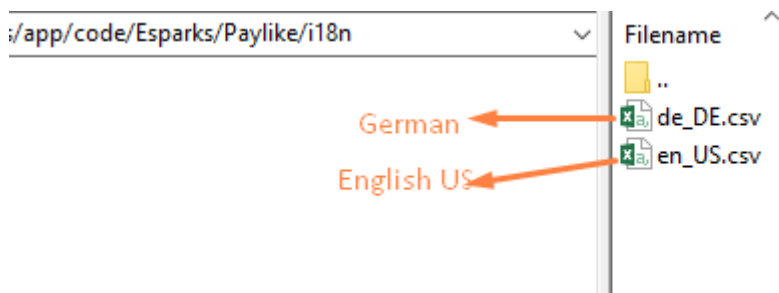 s/app/code/Esparks/Paylike/i18n
Filename
..
German
de_DE.csv
English US
en_US.csv